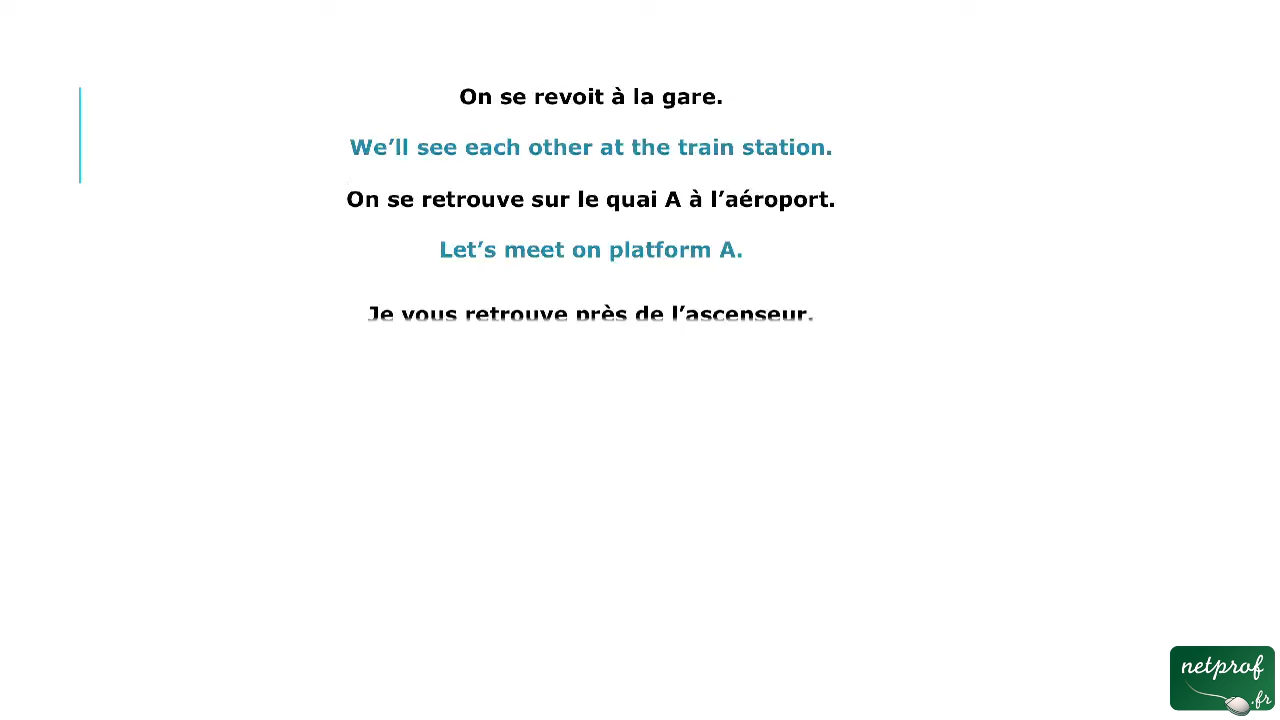 On se revoit à la gare.
We’ll see each other at the train station.
On se retrouve sur le quai A à l’aéroport.
Let’s meet on platform A.
Je vous retrouve près de l’ascenseur.
netprof
.fr